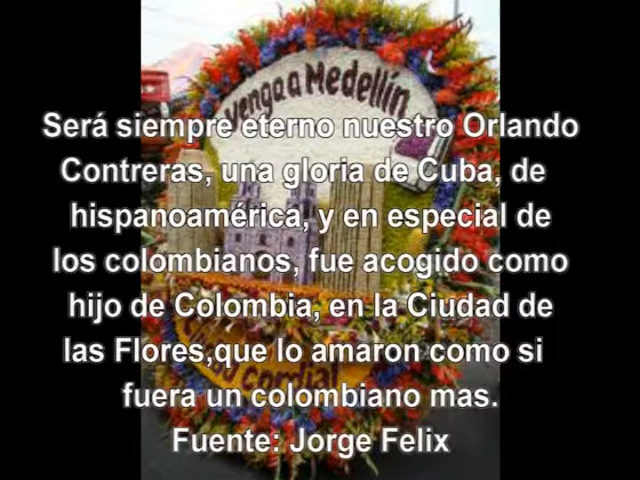 venga a Medellín
Será siempre eterno nuestro Orlando
Contreras, una gloria de Cuba, de
hispanoamérica, y en especial de
los colombianos, fue acogido como
hijo de Colombia, en la Ciudad de
las Flores,que lo amaron como si
cordial
fuera un colombiano mas.
Fuente: Jorge Felix